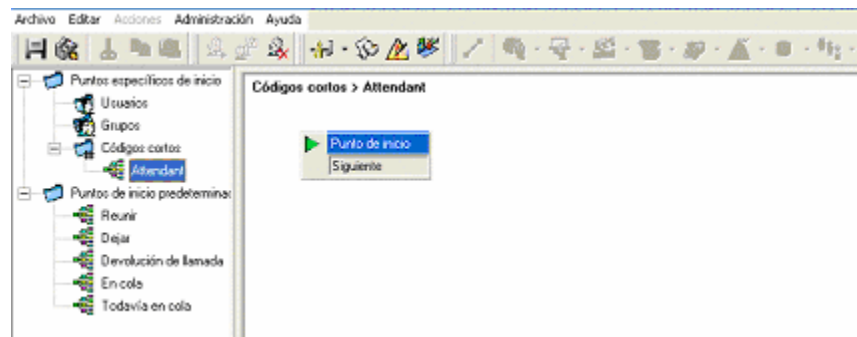 Archivo Editar Acciones Administración Ayuda
Puntos específicos de inicio
Usuarios
Grupos
Códigos cortos
Attendant
Puntos de inicio predeterminac
Reunir
Dejar
Devolución de llamada
En cola
Todavía en cola
Códigos cortos > Attendant
Punto de inicio
Siguiente